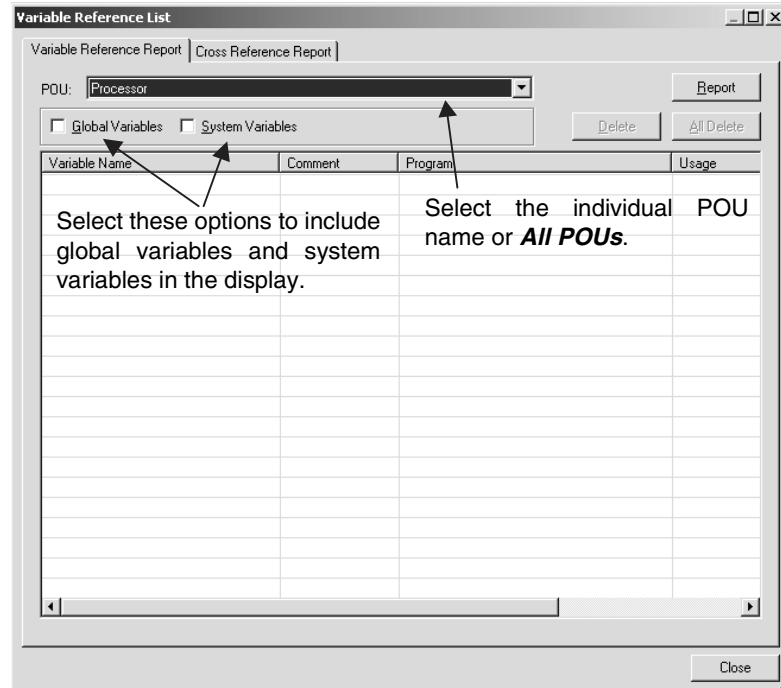 Variable Reference List
Variable Reference Report Cross Reference Report
POU: Processor Report
Global Variables System Variables Delete All Delete
Variable Name Comment Program Usage
Select these options to include
global variables and system
variables in the display.
Select the individual POU
name or All POUs.
Close